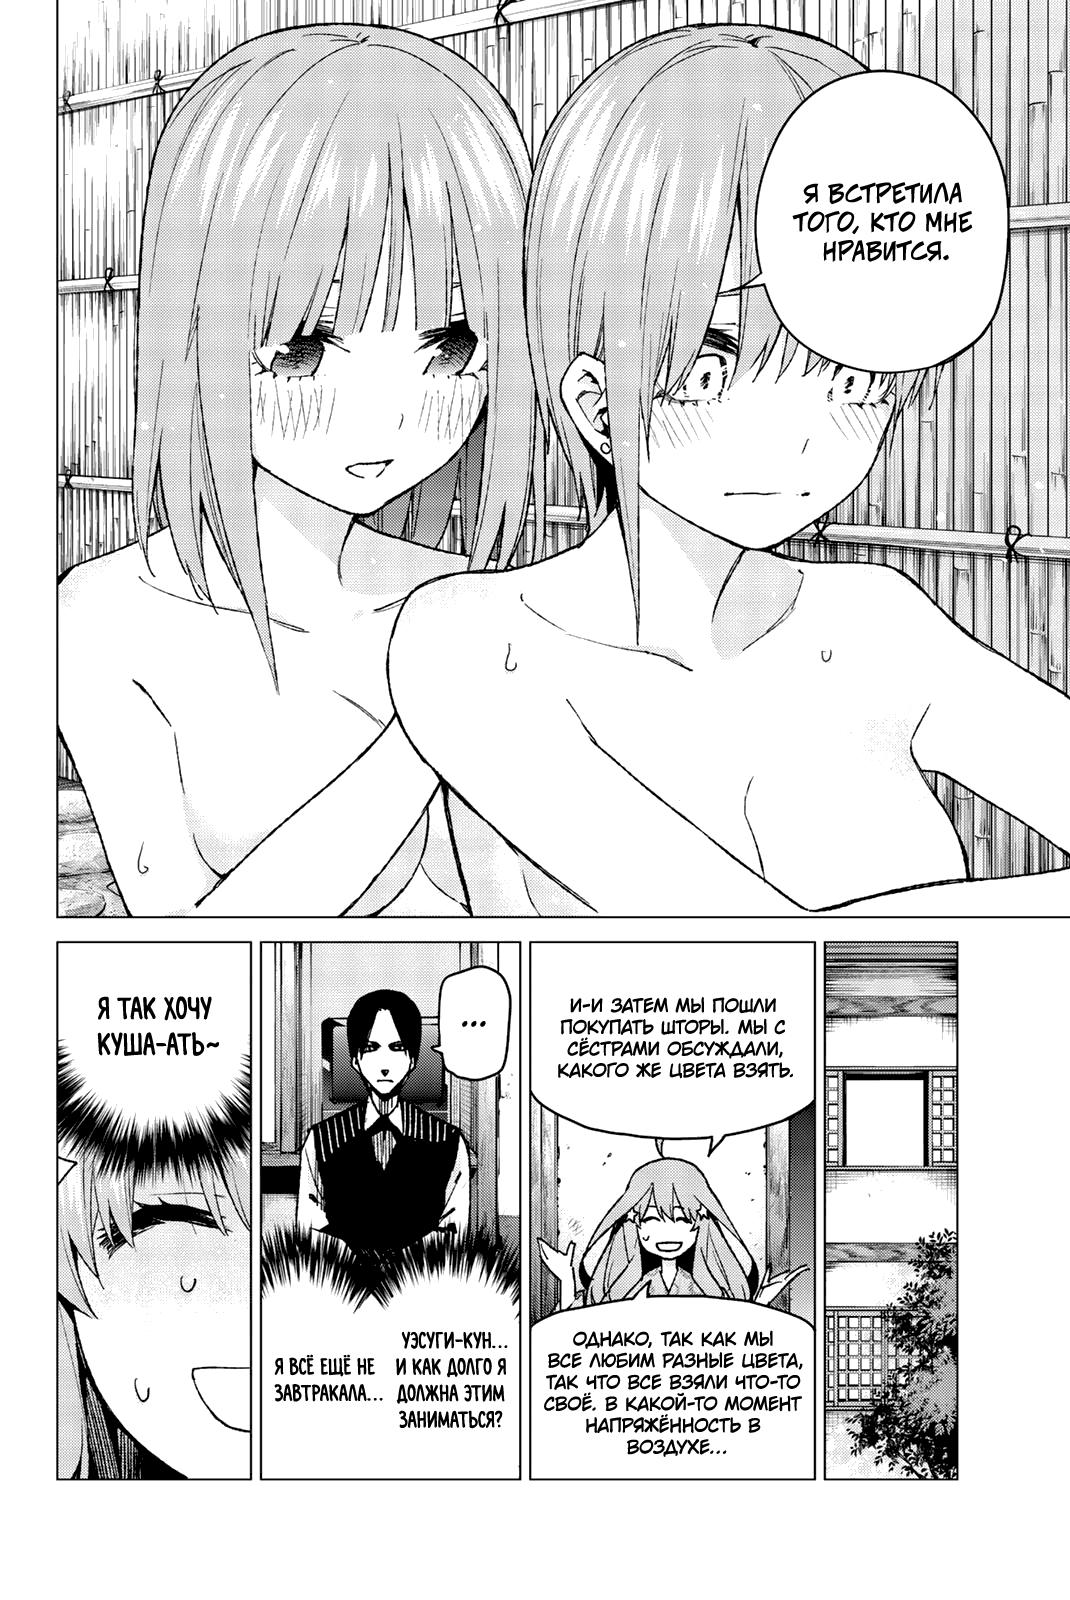 Я ВСТРЕТИЛА
ТОГО, КТО МНЕ
НРАВИТСЯ.
И-И ЗАТЕМ МЫ ПОШЛИ
ПОКУПАТЬ ШТОРЫ. МЫ С
СЁСТРАМИ ОБСУЖДАЛИ,
КАКОГО ЖЕ ЦВЕТА ВЗЯТЬ.
ОДНАКО, ТАК КАК МЫ
ВСЕ ЛЮБИМ РАЗНЫЕ ЦВЕТА,
ТАК ЧТО ВСЕ ВЗЯЛИ ЧТО-ТО
СВОЁ. В КАКОЙ-ТО МОМЕНТ
НАПРЯЖЁННОСТЬ В
ВОЗДУХЕ...
...
УЭСУГИ-КУН...
И КАК ДОЛГО Я
ДОЛЖНА ЭТИМ
ЗАНИМАТЬСЯ?
Я ВСЁ ЕЩЁ НЕ
ЗАВТРАКАЛА...
Я ТАК ХОЧУ
КУША-АТЬ~